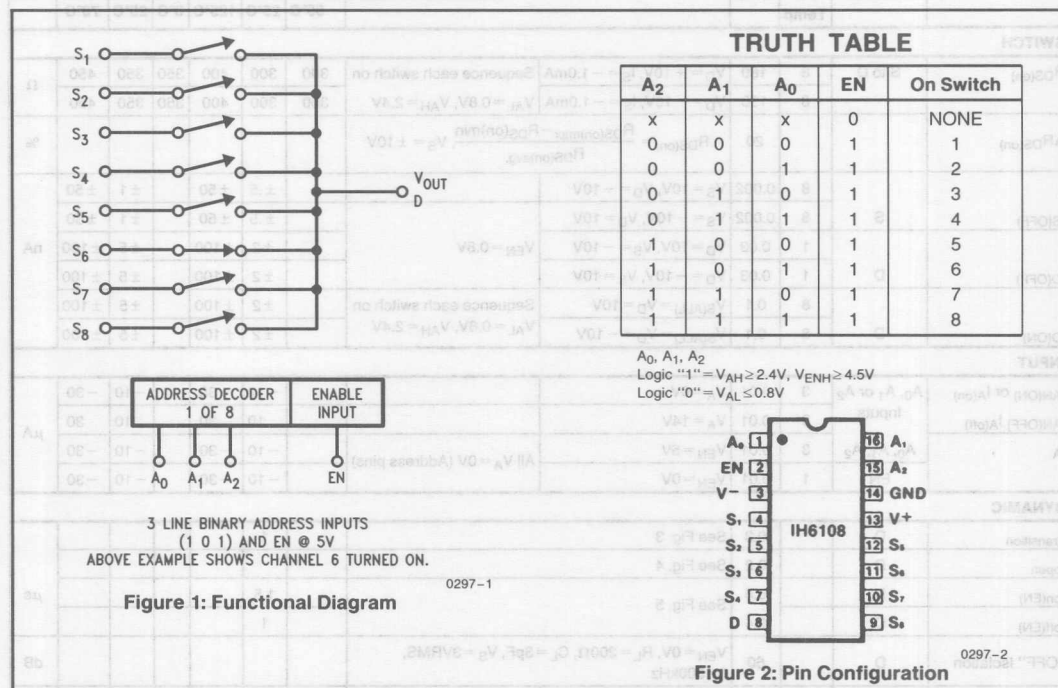 S1
S2
S3
S4
S5
S6
S7
S8
VOUT
D
ADDRESS DECODER
1 OF 8
ENABLE
INPUT
A0 A1 A2 EN
3 LINE BINARY ADDRESS INPUTS
(1 0 1) AND EN @ 5V
ABOVE EXAMPLE SHOWS CHANNEL 6 TURNED ON.
0297–1
Figure 1: Functional Diagram
TRUTH TABLE
A2 A1 A0 EN On Switch
x x x 0 NONE
0 0 0 1 1
0 0 1 1 2
0 1 0 1 3
0 1 1 1 4
1 0 0 1 5
1 0 1 1 6
1 1 0 1 7
1 1 1 1 8
A0, A1, A2
Logic "1" = VAH ≥ 2.4V, VENH ≥ 4.5V
Logic "0" = VAL ≤ 0.8V
A0 1 16 A1
EN 2 15 A2
V– 3 14 GND
S1 4 13 V+
IH6108
S2 5 12 S5
S3 6 11 S6
S4 7 10 S7
D 8 9 S8
0297–2
Figure 2: Pin Configuration